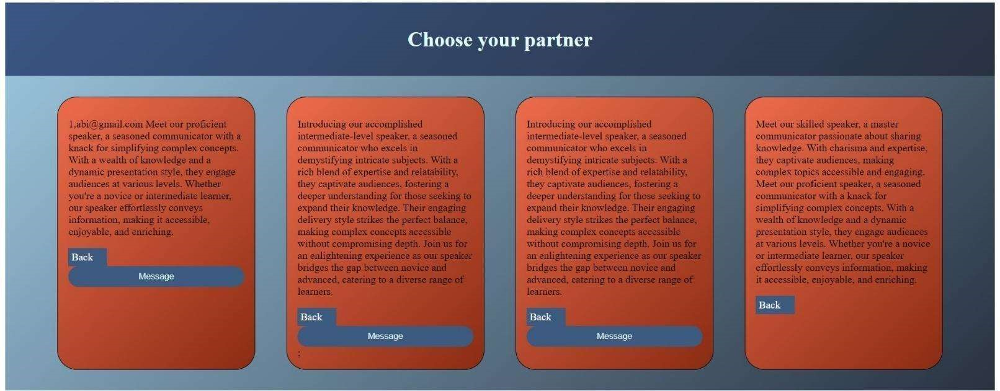 Choose your partner
1,abi@gmail.com Meet our proficient
speaker, a seasoned communicator with a
knack for simplifying complex concepts.
With a wealth of knowledge and a
dynamic presentation style, they engage
audiences at various levels. Whether
you're a novice or intermediate learner,
our speaker effortlessly conveys
information, making it accessible,
enjoyable, and enriching.
Back
Message
Introducing our accomplished
intermediate-level speaker, a seasoned
communicator who excels in
demystifying intricate subjects. With a
rich blend of expertise and relatability,
they captivate audiences, fostering a
deeper understanding for those seeking to
expand their knowledge. Their engaging
delivery style strikes the perfect balance,
making complex concepts accessible
without compromising depth. Join us for
an enlightening experience as our speaker
bridges the gap between novice and
advanced, catering to a diverse range of
learners.
Back
Message
;
Introducing our accomplished
intermediate-level speaker, a seasoned
communicator who excels in
demystifying intricate subjects. With a
rich blend of expertise and relatability,
they captivate audiences, fostering a
deeper understanding for those seeking to
expand their knowledge. Their engaging
delivery style strikes the perfect balance,
making complex concepts accessible
without compromising depth. Join us for
an enlightening experience as our speaker
bridges the gap between novice and
advanced, catering to a diverse range of
learners.
Back
Message
Meet our skilled speaker, a master
communicator passionate about sharing
knowledge. With charisma and expertise,
they captivate audiences, making
complex topics accessible and engaging.
Meet our proficient speaker, a seasoned
communicator with a knack for
simplifying complex concepts. With a
wealth of knowledge and a dynamic
presentation style, they engage audiences
at various levels. Whether you're a novice
or intermediate learner, our speaker
effortlessly conveys information, making
it accessible, enjoyable, and enriching.
Back